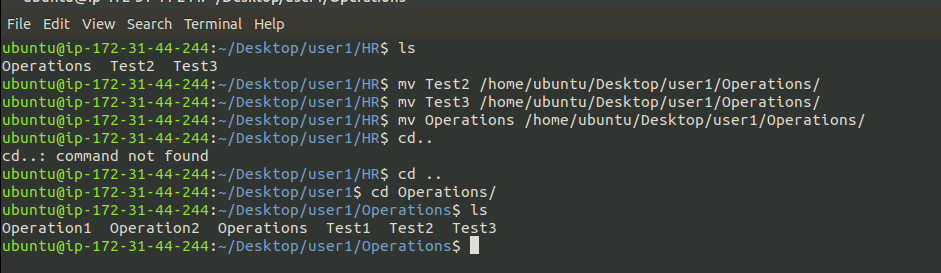 File Edit View Search Terminal Help
ubuntu@ip-172-31-44-244:~/Desktop/user1/HR$ ls
Operations  Test2  Test3
ubuntu@ip-172-31-44-244:~/Desktop/user1/HR$ mv Test2 /home/ubuntu/Desktop/user1/Operations/
ubuntu@ip-172-31-44-244:~/Desktop/user1/HR$ mv Test3 /home/ubuntu/Desktop/user1/Operations/
ubuntu@ip-172-31-44-244:~/Desktop/user1/HR$ mv Operations /home/ubuntu/Desktop/user1/Operations/
ubuntu@ip-172-31-44-244:~/Desktop/user1/HR$ cd..
cd..: command not found
ubuntu@ip-172-31-44-244:~/Desktop/user1/HR$ cd ..
ubuntu@ip-172-31-44-244:~/Desktop/user1$ cd Operations/
ubuntu@ip-172-31-44-244:~/Desktop/user1/Operations$ ls
Operation1  Operation2  Operations  Test1  Test2  Test3
ubuntu@ip-172-31-44-244:~/Desktop/user1/Operations$